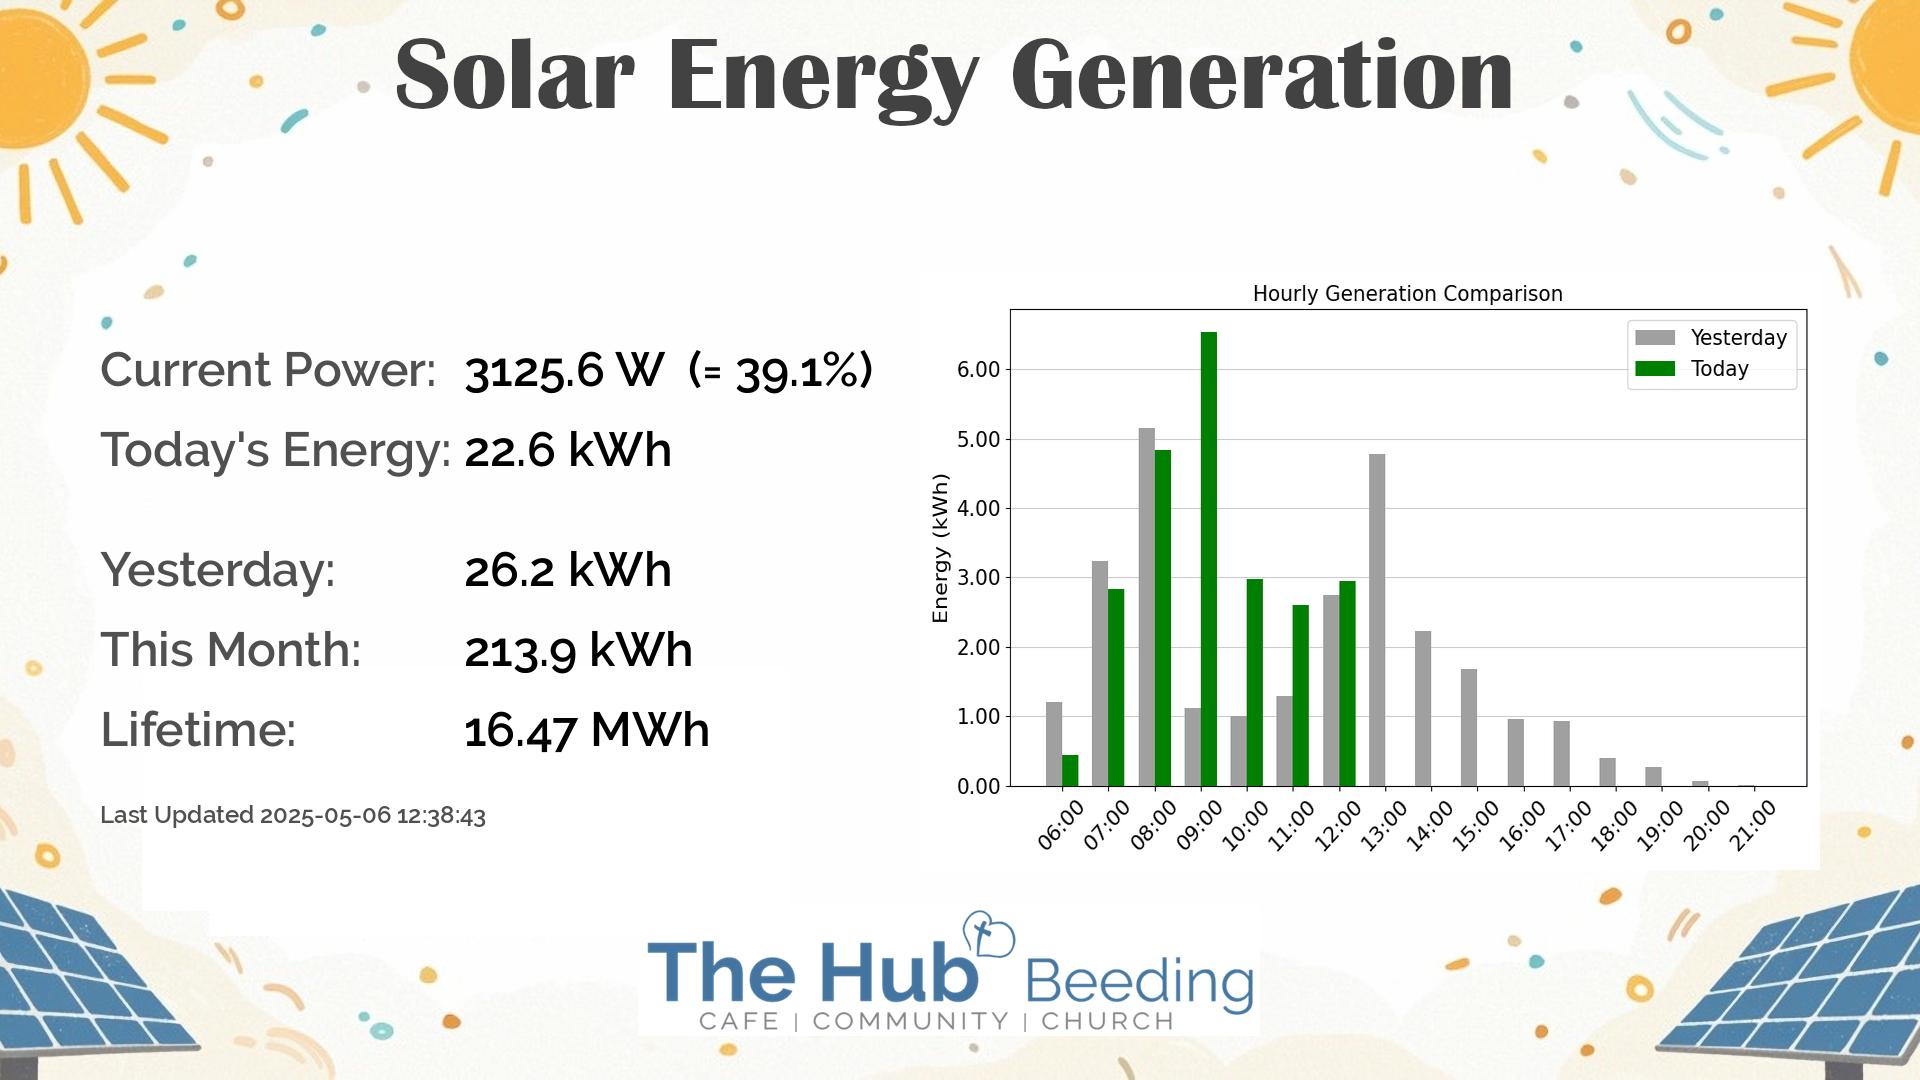 Solar Energy Generation
Current Power: 3125.6 W (= 39.1%)
Today's Energy: 22.6 kWh
Yesterday: 26.2 kWh
This Month: 213.9 kWh
Lifetime: 16.47 MWh
Last Updated 2025-05-06 12:38:43
Hourly Generation Comparison
Yesterday
Today
Energy (kWh)
6.00
5.00
4.00
3.00
2.00
1.00
0.00
06:00 07:00 08:00 09:00 10:00 11:00 12:00 13:00 14:00 15:00 16:00 17:00 18:00 19:00 20:00 21:00
The Hub Beeding
CAFE | COMMUNITY | CHURCH